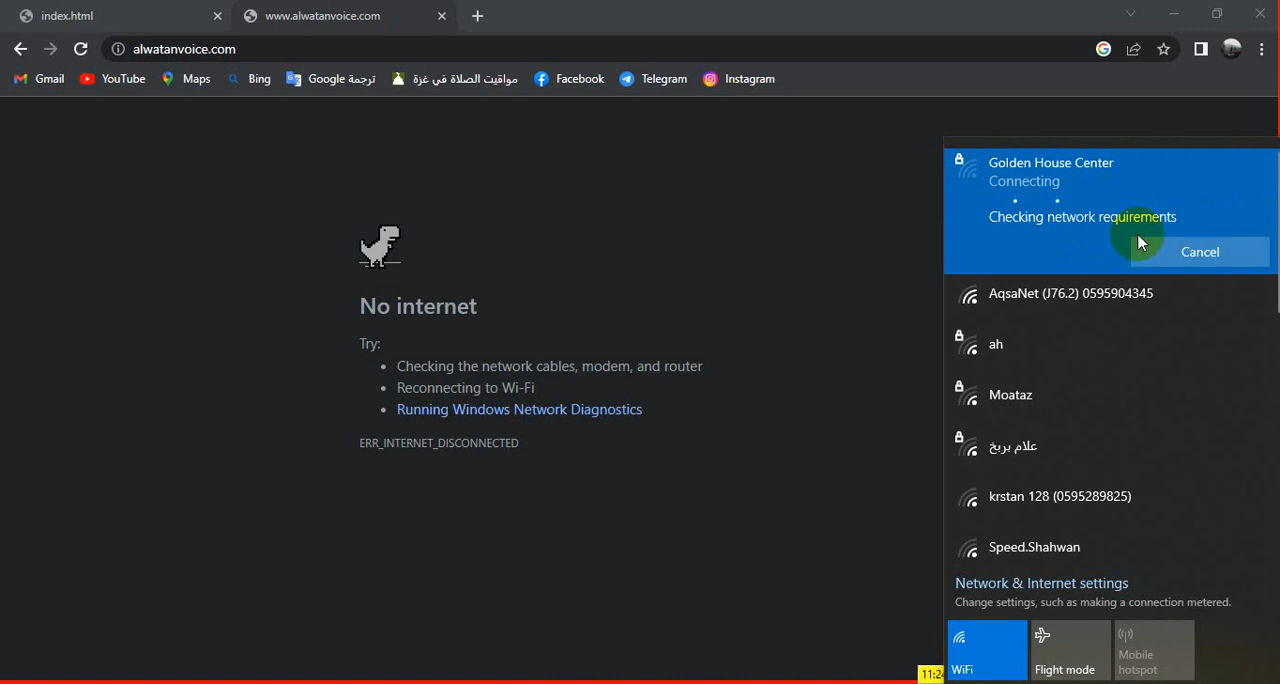 index.html
www.alwatanvoice.com
alwatanvoice.com
Gmail YouTube Maps Bing ترجمة Google مواقيت الصلاة في غزة Facebook Telegram Instagram
No internet
Try:
Checking the network cables, modem, and router
Reconnecting to Wi-Fi
Running Windows Network Diagnostics
ERR_INTERNET_DISCONNECTED
Golden House Center
Connecting
Checking network requirements
Cancel
AqsaNet (J76.2) 0595904345
ah
Moataz
علام بريخ
krstan 128 (0595289825)
Speed.Shahwan
Network & Internet settings
Change settings, such as making a connection metered.
WiFi
Flight mode
Mobile
hotspot
11:24